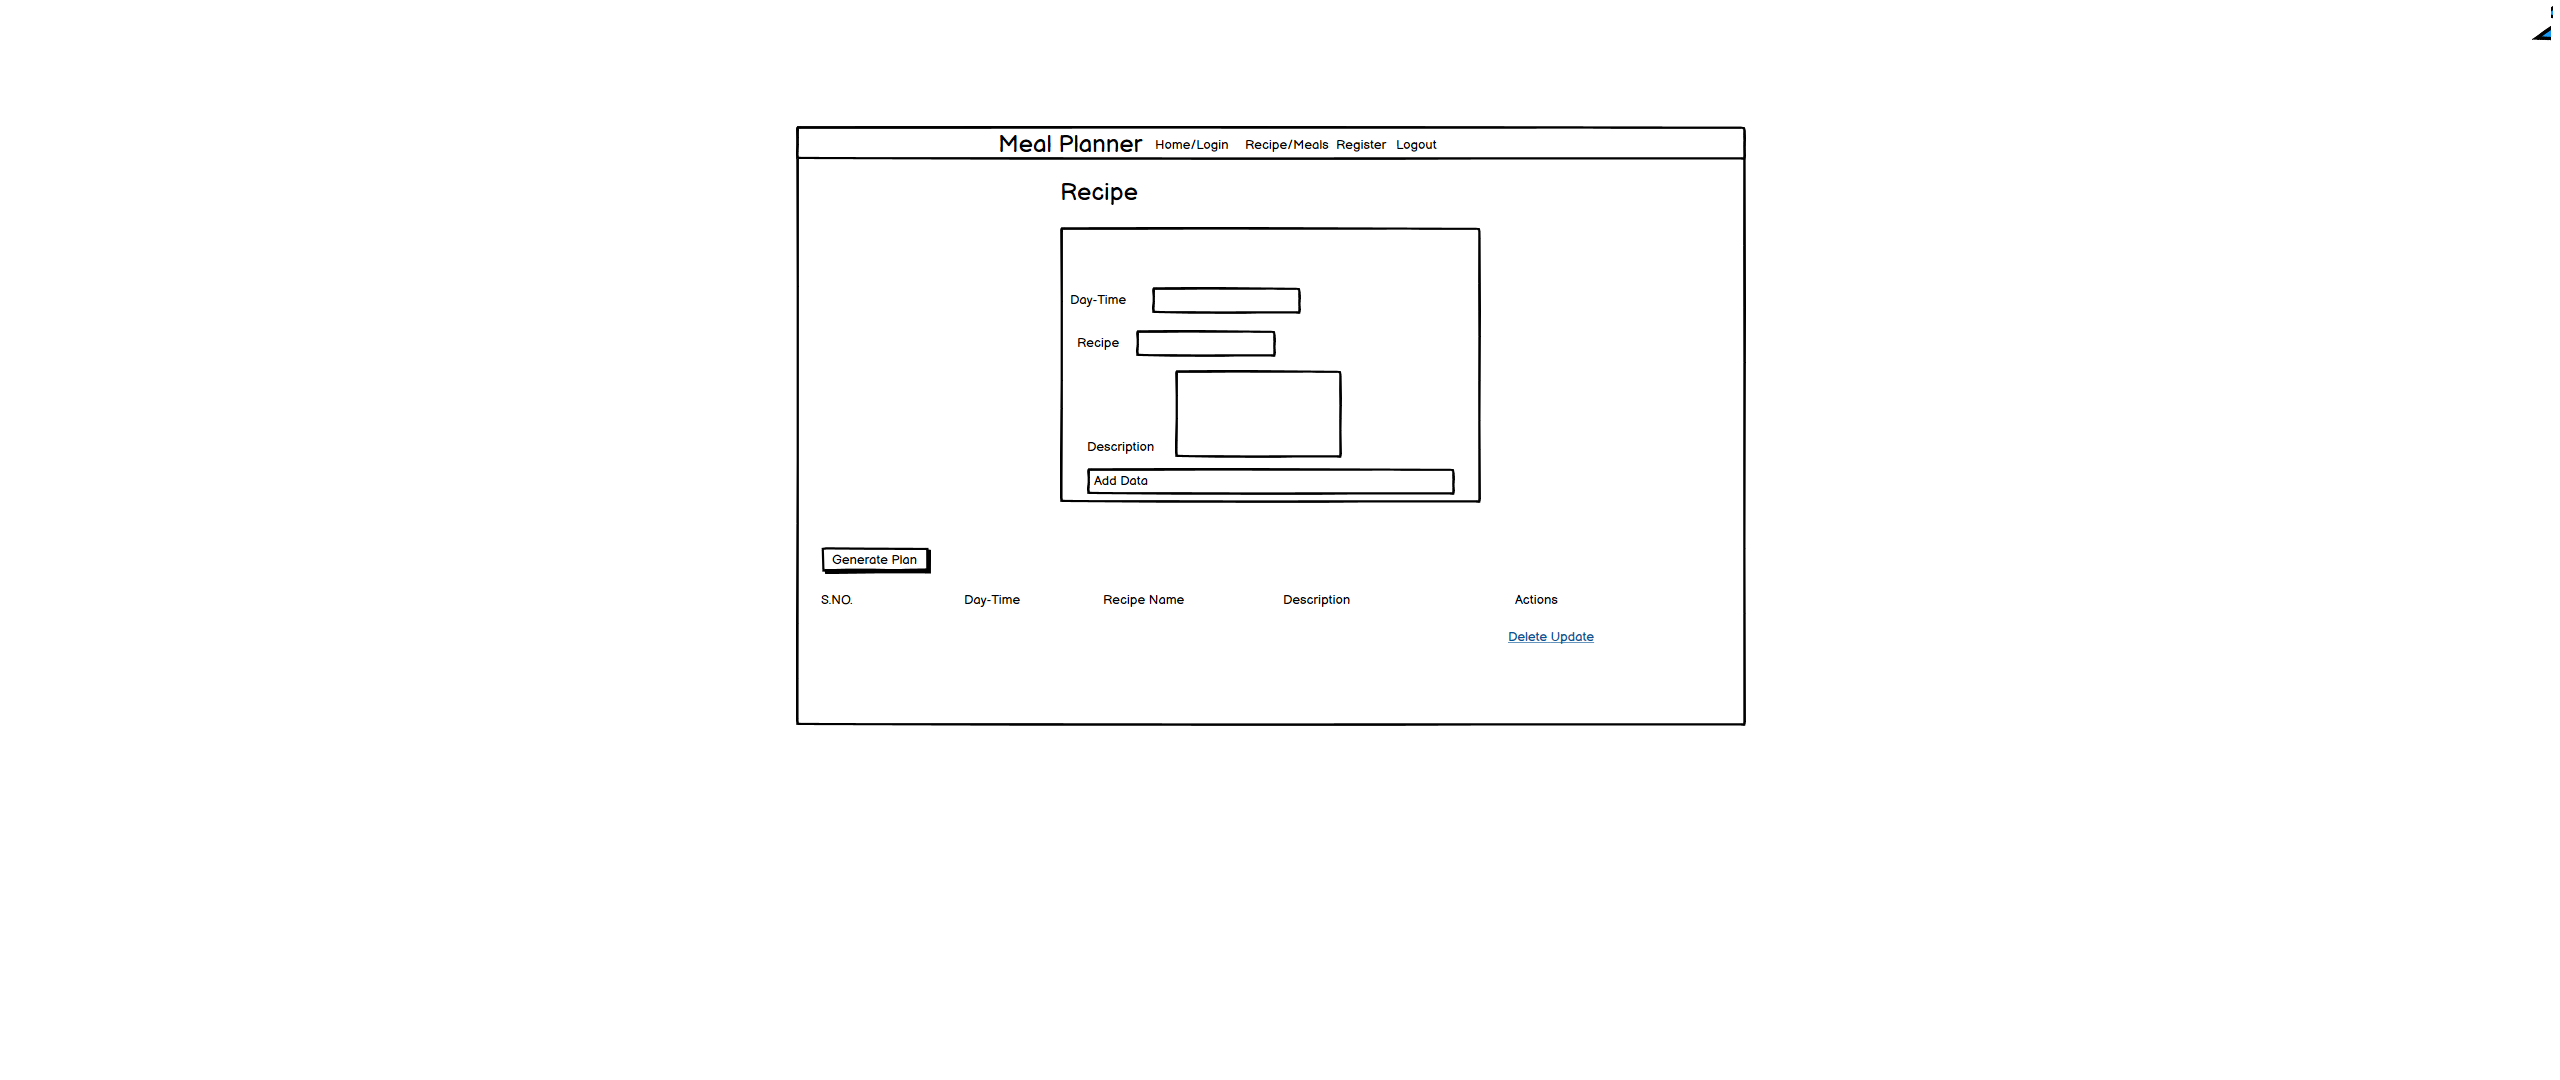 Meal Planner Home/Login Recipe/Meals Register Logout
Recipe
Day-Time
Recipe
Description
Add Data
Generate Plan
S.NO. Day-Time Recipe Name Description Actions
Delete Update